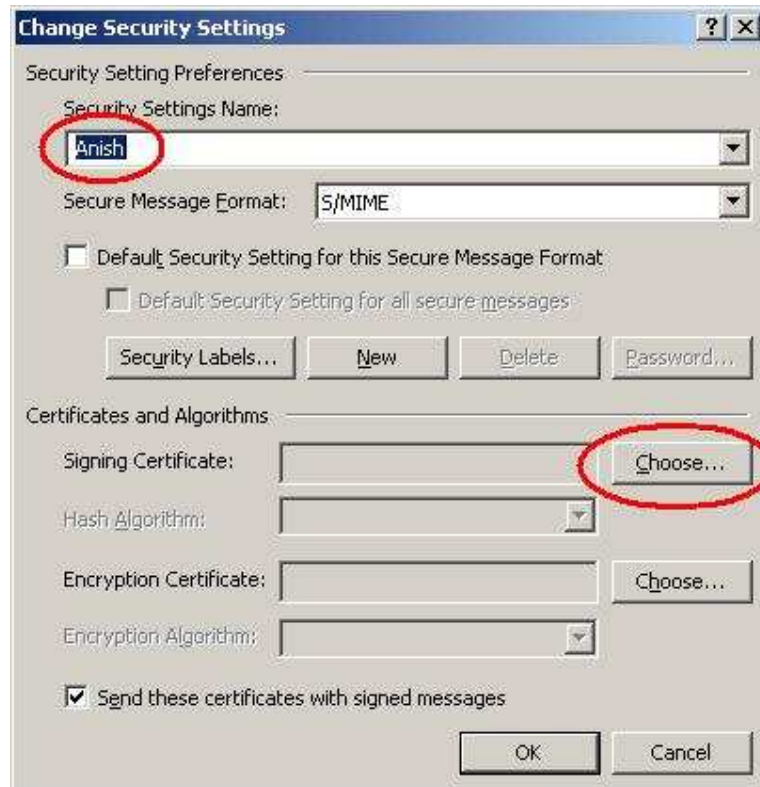 Change Security Settings
Security Setting Preferences
Security Settings Name:
Anish
Secure Message Format: S/MIME
Default Security Setting for this Secure Message Format
Default Security Setting for all secure messages
Security Labels... New Delete Password...
Certificates and Algorithms
Signing Certificate: Choose...
Hash Algorithm:
Encryption Certificate: Choose...
Encryption Algorithm:
Send these certificates with signed messages
OK Cancel